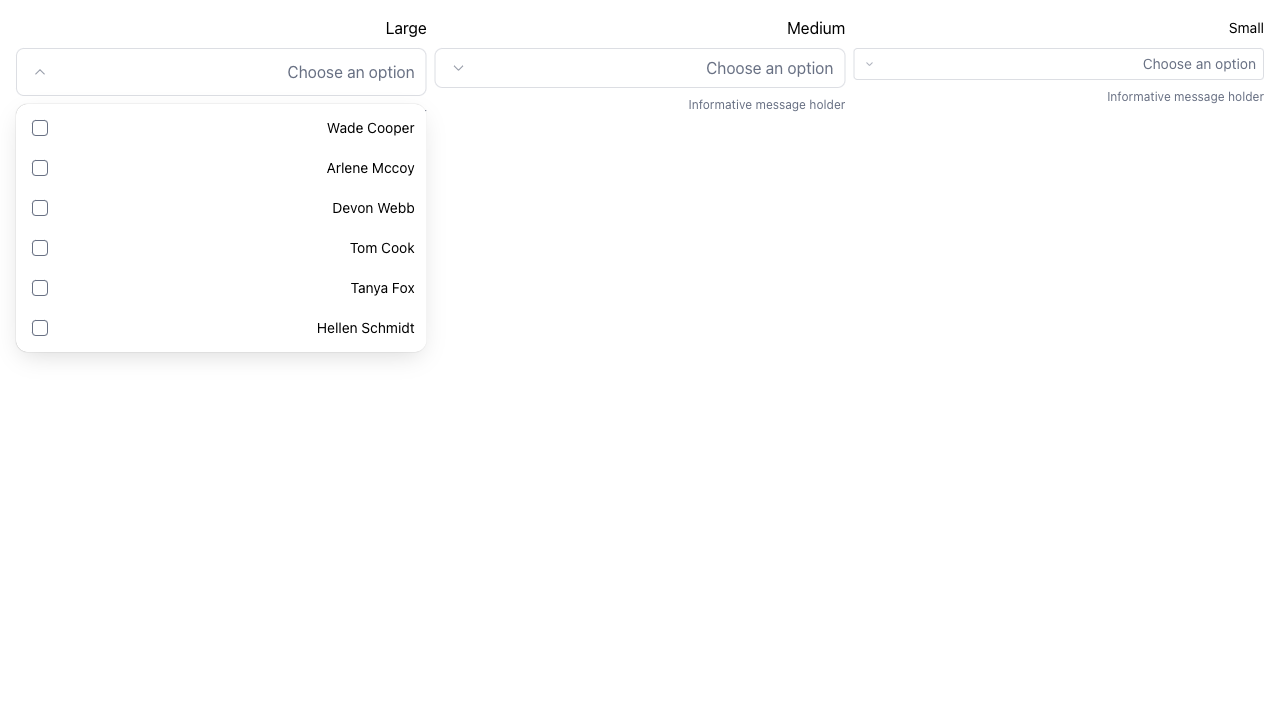 Large
Choose an option
Wade Cooper
Arlene Mccoy
Devon Webb
Tom Cook
Tanya Fox
Hellen Schmidt
Medium
Choose an option
Informative message holder
Small
Choose an option
Informative message holder